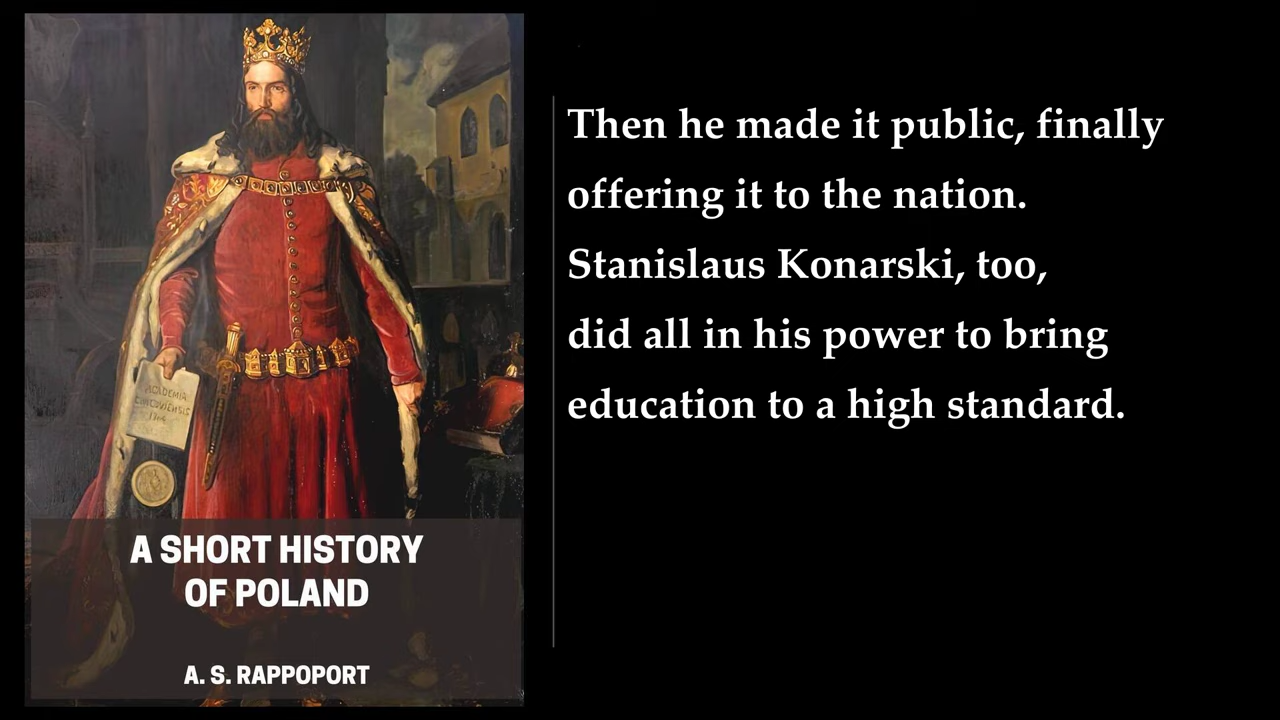 Then he made it public, finally
offering it to the nation.
Stanislaus Konarski, too,
did all in his power to bring
education to a high standard.
ACADEMIA
A SHORT HISTORY
OF POLAND
A. S. RAPPOPORT